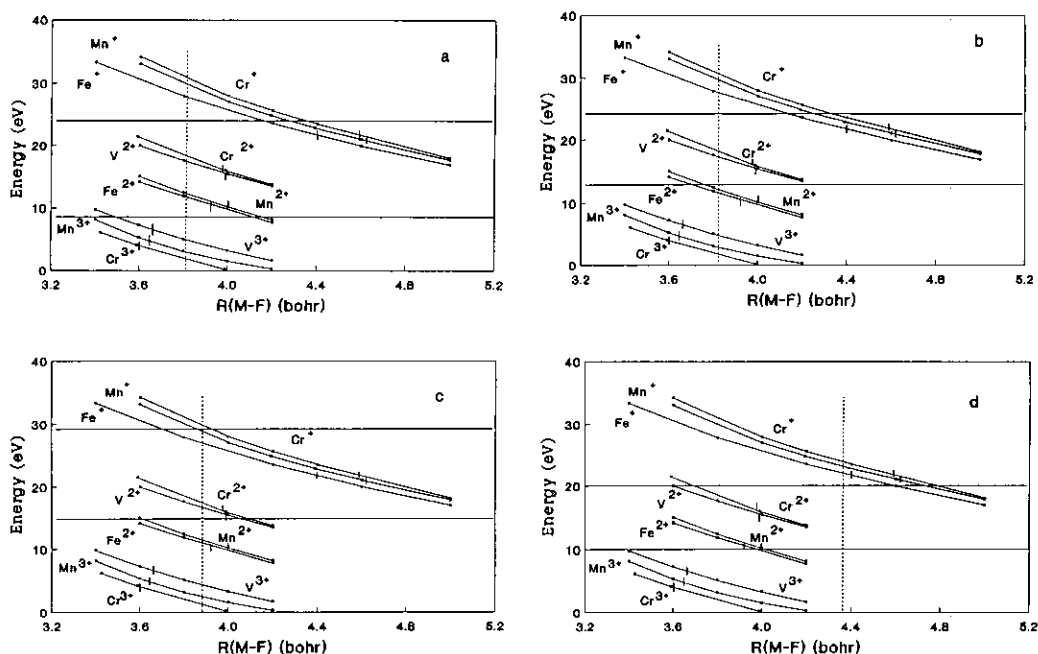 a
40
30
20
10
0
Energy (eV)
Mn+
Fe+
Cr+
V2+
Cr2+
Fe2+
Mn2+
Mn3+
Cr3+
V3+
3.2 3.6 4.0 4.4 4.8 5.2
R(M-F) (bohr)
b
40
30
20
10
0
Energy (eV)
Mn+
Fe+
Cr+
V2+
Cr2+
Fe2+
Mn2+
Mn3+
Cr3+
V3+
3.2 3.6 4.0 4.4 4.8 5.2
R(M-F) (bohr)
c
40
30
20
10
0
Energy (eV)
Mn+
Fe+
Cr+
V2+
Cr2+
Fe2+
Mn2+
Mn3+
Cr3+
V3+
3.2 3.6 4.0 4.4 4.8 5.2
R(M-F) (bohr)
d
40
30
20
10
0
Energy (eV)
Mn+
Fe+
Cr+
V2+
Cr2+
Fe2+
Mn2+
Mn3+
Cr3+
V3+
3.2 3.6 4.0 4.4 4.8 5.2
R(M-F) (bohr)